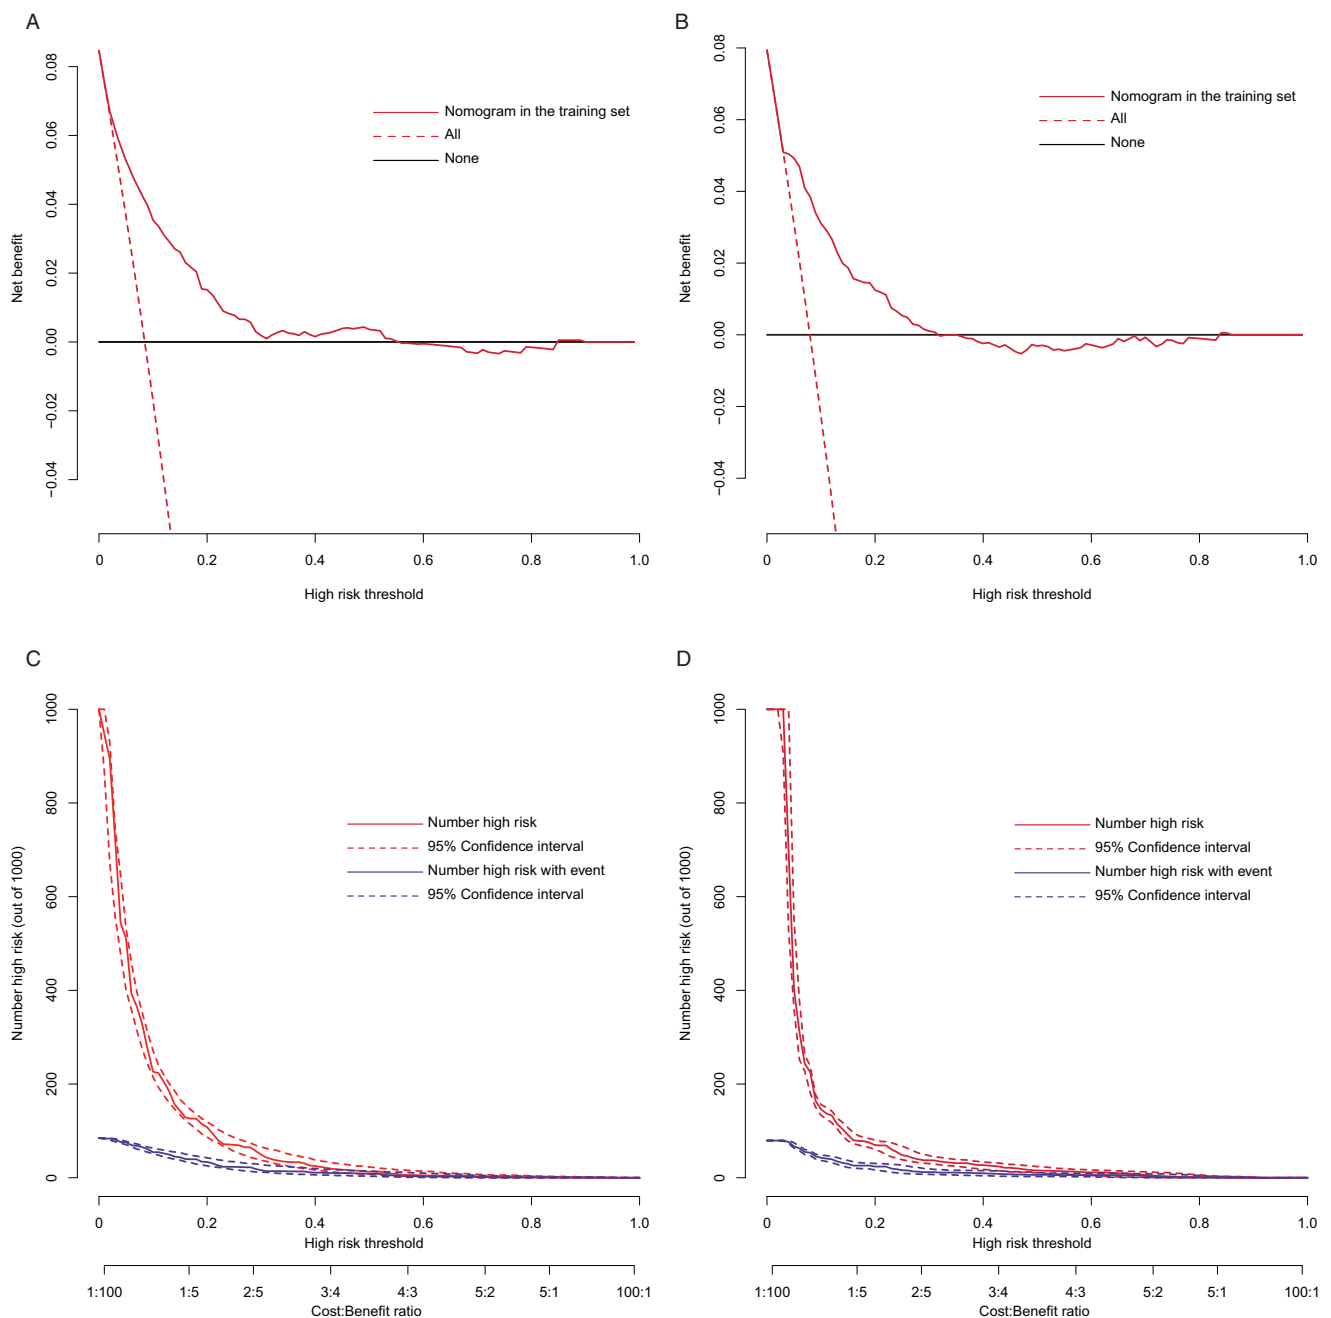 A
Net benefit
0.08
0.06
0.04
0.02
0.00
−0.02
−0.04
Nomogram in the training set
All
None
0 0.2 0.4 0.6 0.8 1.0
High risk threshold
B
Net benefit
0.08
0.06
0.04
0.02
0.00
−0.02
−0.04
Nomogram in the training set
All
None
0 0.2 0.4 0.6 0.8 1.0
High risk threshold
C
Number high risk (out of 1000)
1000
800
600
400
200
0
Number high risk
95% Confidence interval
Number high risk with event
95% Confidence interval
0 0.2 0.4 0.6 0.8 1.0
High risk threshold
1:100 1:5 2:5 3:4 4:3 5:2 5:1 100:1
Cost:Benefit ratio
D
Number high risk (out of 1000)
1000
800
600
400
200
0
Number high risk
95% Confidence interval
Number high risk with event
95% Confidence interval
0 0.2 0.4 0.6 0.8 1.0
High risk threshold
1:100 1:5 2:5 3:4 4:3 5:2 5:1 100:1
Cost:Benefit ratio